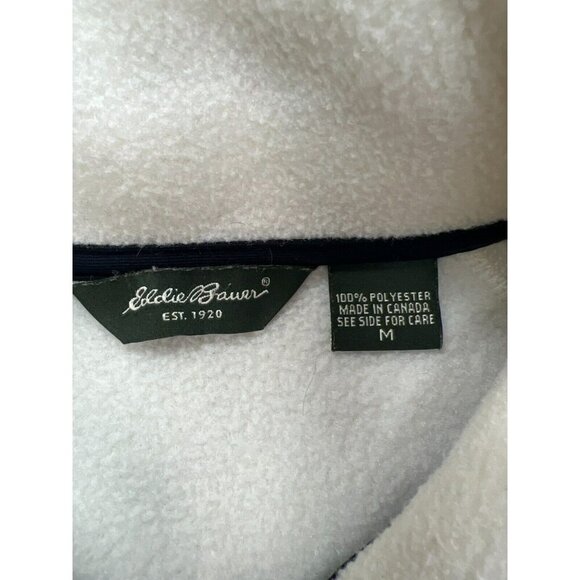 Eddie Bauer®
EST. 1920
100% POLYESTER
MADE IN CANADA
SEE SIDE FOR CARE
M